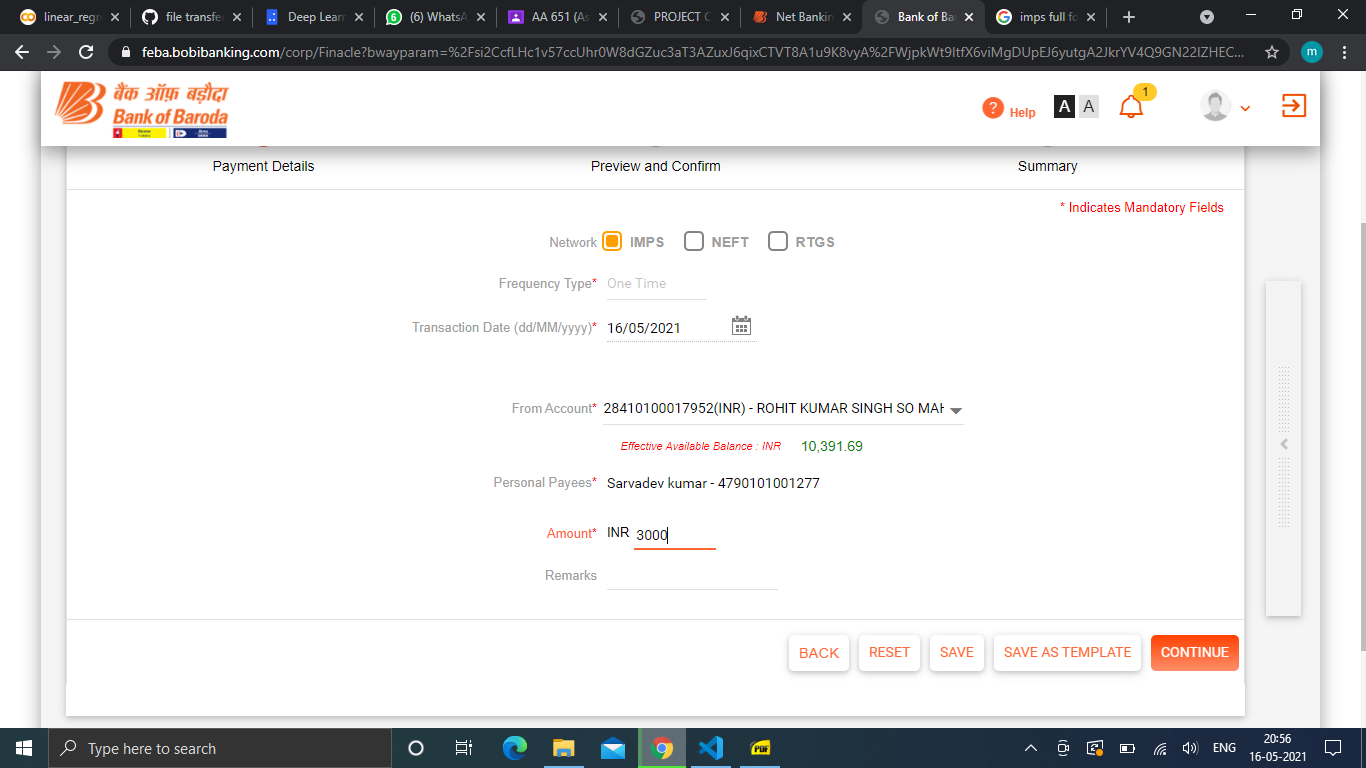 linear_regr
file transfe
Deep Learn
(6) WhatsA
AA 651 (As
PROJECT C
Net Bankin
Bank of Ba
imps full fo
feba.bobibanking.com/corp/Finacle?bwayparam=%2Fsi2CcfLHc1v57ccUhr0W8dGZuc3aT3AZuxJ6qixCTVT8A1u9K8vyA%2FWjpkWt9ItfX6viMgDUpEJ6yutgA2JkrYV4Q9GN22IZHEC...
m
बैंक ऑफ़ बड़ौदा
Bank of Baroda
? Help
A A
1
Payment Details
Preview and Confirm
Summary
* Indicates Mandatory Fields
Network IMPS NEFT RTGS
Frequency Type* One Time
Transaction Date (dd/MM/yyyy)* 16/05/2021
From Account* 28410100017952(INR) - ROHIT KUMAR SINGH SO MAH
Effective Available Balance : INR 10,391.69
Personal Payees* Sarvadev kumar - 4790101001277
Amount* INR 3000
Remarks
BACK RESET SAVE SAVE AS TEMPLATE CONTINUE
Type here to search
PDF
ENG
20:56
16-05-2021